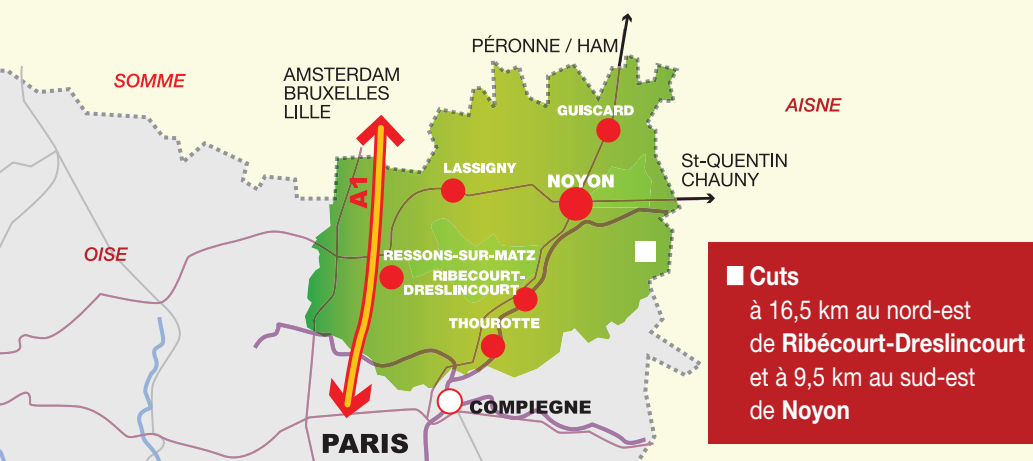 PÉRONNE / HAM
SOMME
AMSTERDAM
BRUXELLES
LILLE
AISNE
GUISCARD
St-QUENTIN
CHAUNY
LASSIGNY
NOYON
A1
OISE
RESSONS-SUR-MATZ
RIBECOURT-
DRESLINCOURT
THOUROTTE
COMPIEGNE
PARIS
Cuts
à 16,5 km au nord-est
de Ribécourt-Dreslincourt
et à 9,5 km au sud-est
de Noyon